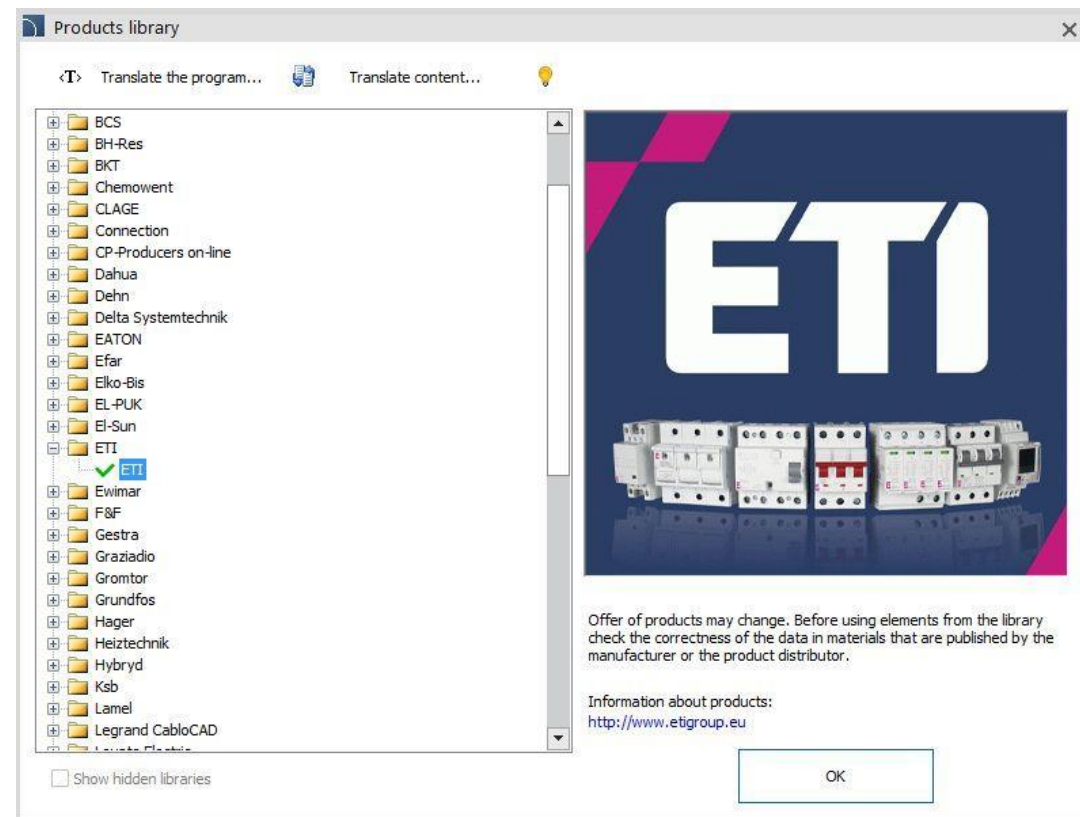 Products library
<T> Translate the program...
Translate content...
BCS
BH-Res
BKT
Chemowent
CLAGE
Connection
CP-Producers on-line
Dahua
Dehn
Delta Systemtechnik
EATON
Efar
Elko-Bis
EL-PUK
El-Sun
ETI
ETI
Ewimar
F&F
Gestra
Graziadio
Gromtor
Grundfos
Hager
Heiztechnik
Hybryd
Ksb
Lamel
Legrand CabloCAD
Show hidden libraries
ETI
Offer of products may change. Before using elements from the library
check the correctness of the data in materials that are published by the
manufacturer or the product distributor.
Information about products:
http://www.etigroup.eu
OK